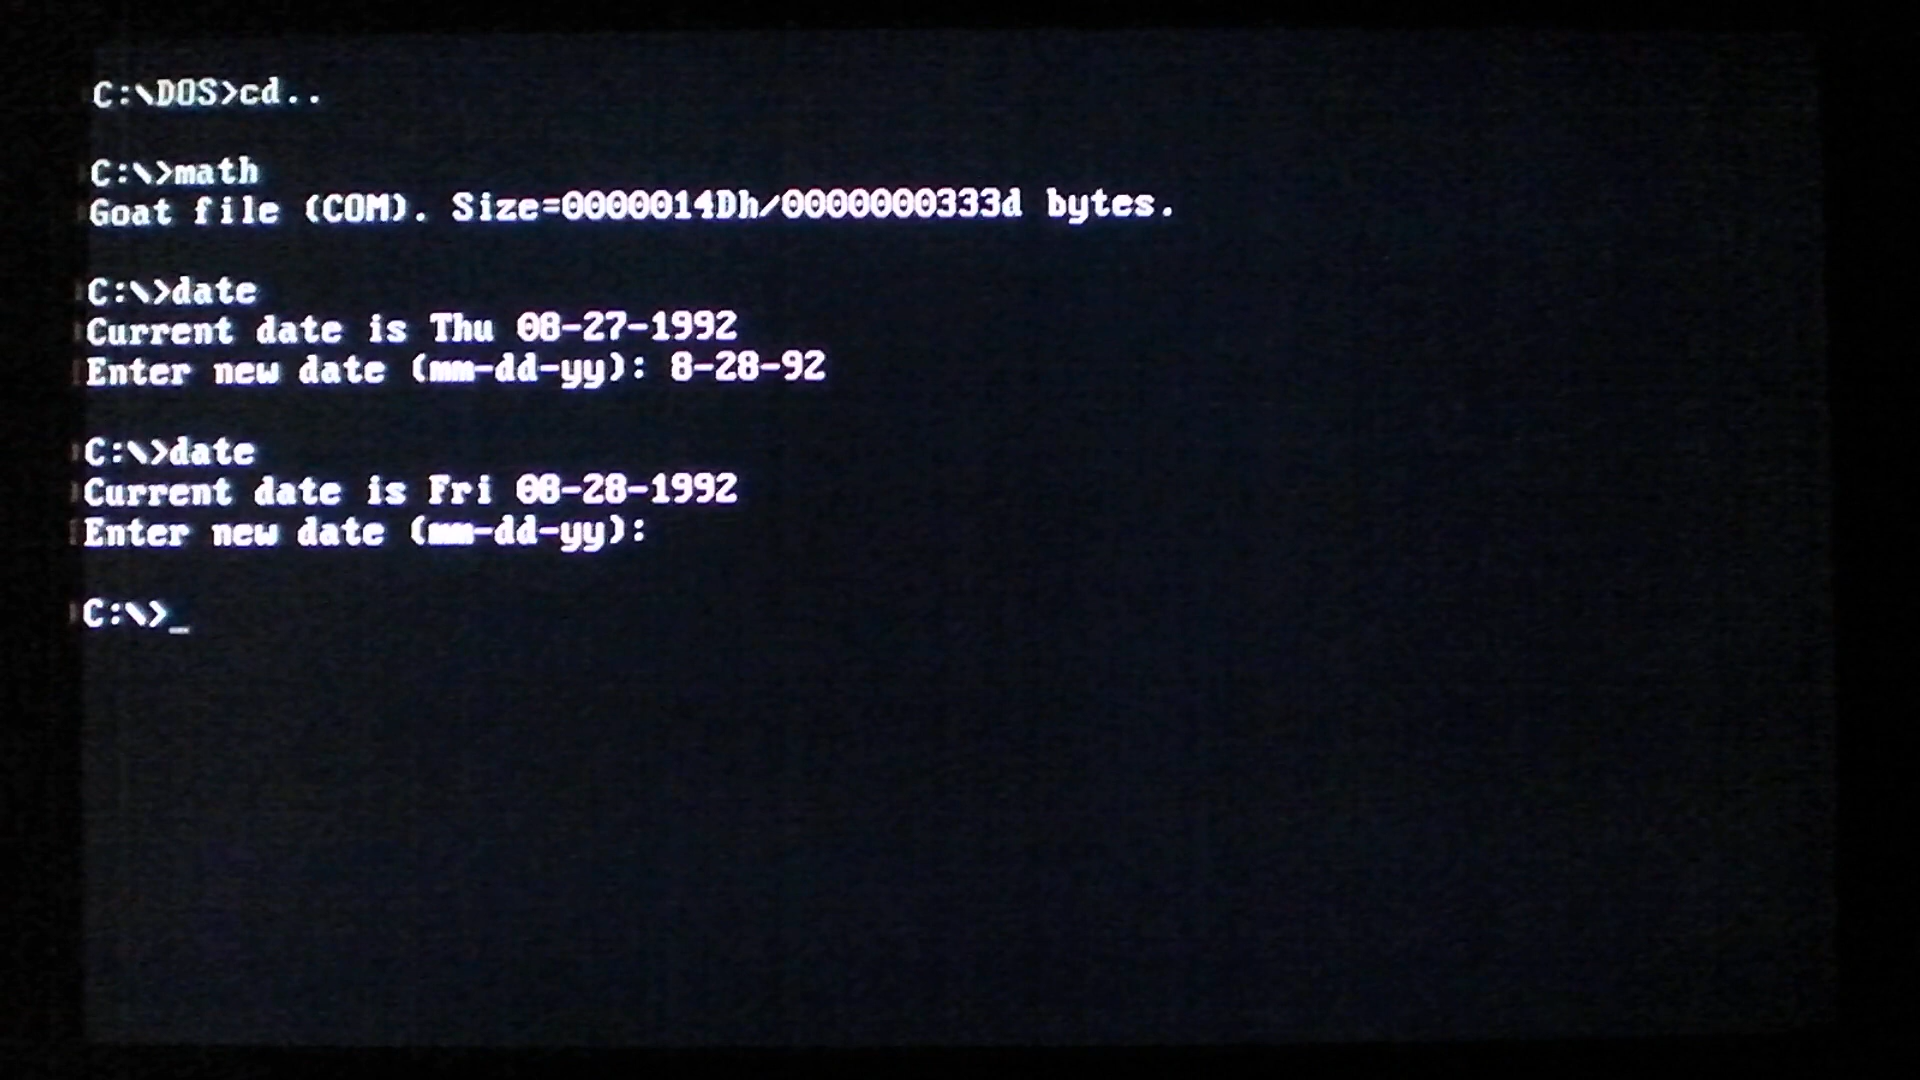 C:\DOS>cd..
C:\>math
Goat file (COM). Size=0000014Dh/0000000333d bytes.
C:\>date
Current date is Thu 08-27-1992
Enter new date (mm-dd-yy): 8-28-92
C:\>date
Current date is Fri 08-28-1992
Enter new date (mm-dd-yy):
C:\>_